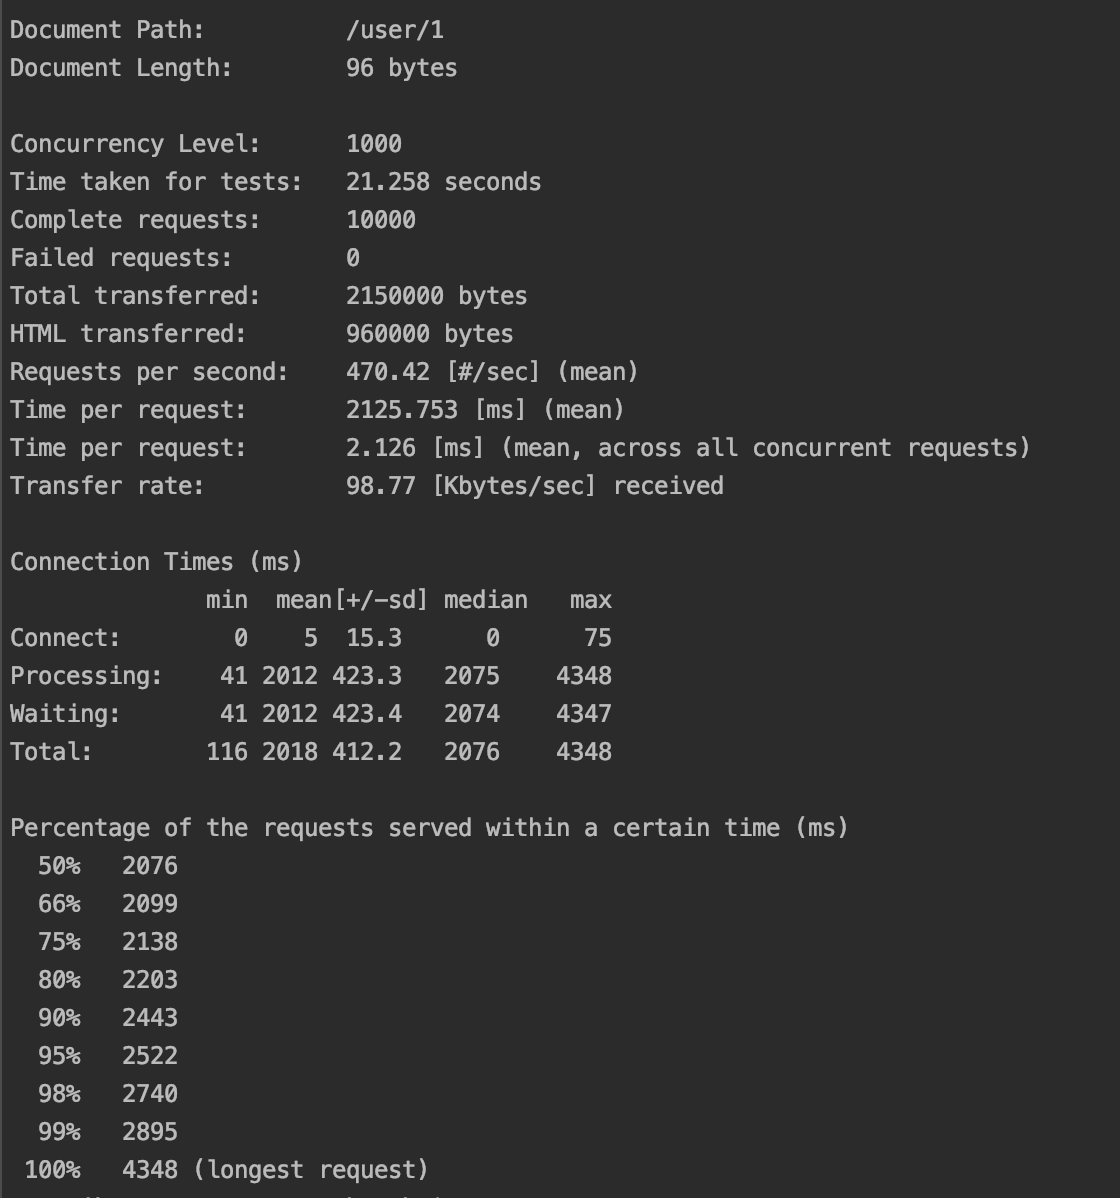 Document Path: /user/1
Document Length: 96 bytes
Concurrency Level: 1000
Time taken for tests: 21.258 seconds
Complete requests: 10000
Failed requests: 0
Total transferred: 2150000 bytes
HTML transferred: 960000 bytes
Requests per second: 470.42 [#/sec] (mean)
Time per request: 2125.753 [ms] (mean)
Time per request: 2.126 [ms] (mean, across all concurrent requests)
Transfer rate: 98.77 [Kbytes/sec] received
Connection Times (ms)
min mean[+/-sd] median max
Connect: 0 5 15.3 0 75
Processing: 41 2012 423.3 2075 4348
Waiting: 41 2012 423.4 2074 4347
Total: 116 2018 412.2 2076 4348
Percentage of the requests served within a certain time (ms)
50% 2076
66% 2099
75% 2138
80% 2203
90% 2443
95% 2522
98% 2740
99% 2895
100% 4348 (longest request)